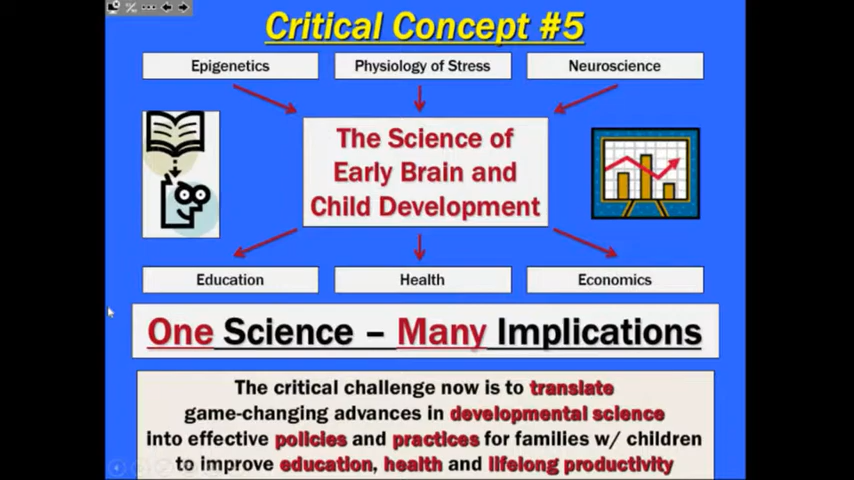 Critical Concept #5
Epigenetics
Physiology of Stress
Neuroscience
The Science of
Early Brain and
Child Development
Education
Health
Economics
One Science – Many Implications
The critical challenge now is to translate
game-changing advances in developmental science
into effective policies and practices for families w/ children
to improve education, health and lifelong productivity